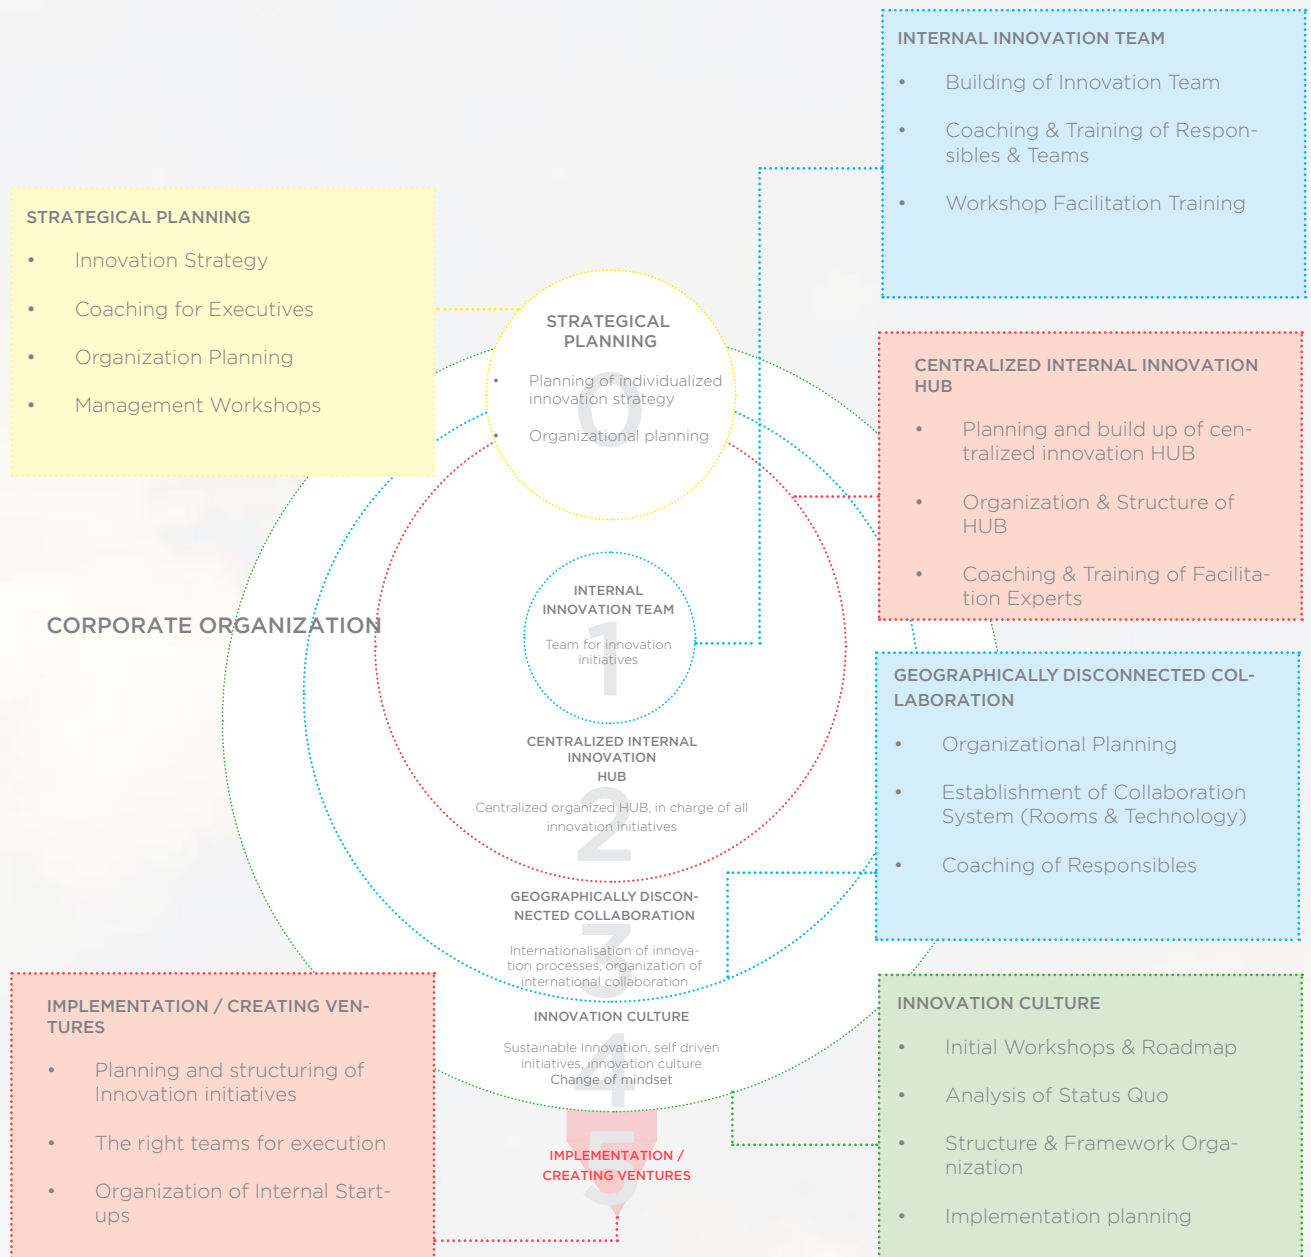 INTERNAL INNOVATION TEAM
• Building of Innovation Team
• Coaching & Training of Respon-
sibles & Teams
• Workshop Facilitation Training
STRATEGICAL PLANNING
• Innovation Strategy
• Coaching for Executives
• Organization Planning
• Management Workshops
STRATEGICAL
PLANNING
0
• Planning of individualized
innovation strategy
• Organizational planning
CENTRALIZED INTERNAL INNOVATION
HUB
• Planning and build up of cen-
tralized innovation HUB
• Organization & Structure of
HUB
• Coaching & Training of Facilita-
tion Experts
CORPORATE ORGANIZATION
INTERNAL
INNOVATION TEAM
1
Team for innovation
initiatives
GEOGRAPHICALLY DISCONNECTED COL-
LABORATION
• Organizational Planning
• Establishment of Collaboration
System (Rooms & Technology)
• Coaching of Responsibles
CENTRALIZED INTERNAL
INNOVATION
HUB
2
Centralized organized HUB, in charge of all
innovation initiatives
GEOGRAPHICALLY DISCON-
NECTED COLLABORATION
3
Internationalisation of innova-
tion processes, organization of
international collaboration
INNOVATION CULTURE
4
Sustainable Innovation, self driven
initiatives, innovation culture
Change of mindset
5
IMPLEMENTATION /
CREATING VENTURES
IMPLEMENTATION / CREATING VEN-
TURES
• Planning and structuring of
Innovation initiatives
• The right teams for execution
• Organization of Internal Start-
ups
INNOVATION CULTURE
• Initial Workshops & Roadmap
• Analysis of Status Quo
• Structure & Framework Orga-
nization
• Implementation planning